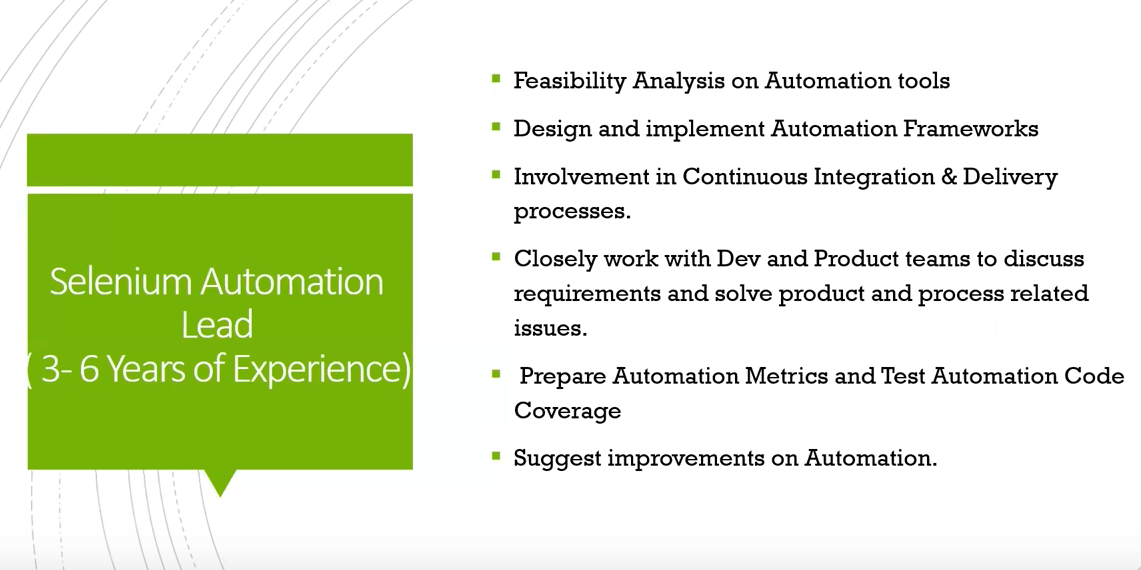 Selenium Automation
Lead
( 3- 6 Years of Experience)
Feasibility Analysis on Automation tools
Design and implement Automation Frameworks
Involvement in Continuous Integration & Delivery
processes.
Closely work with Dev and Product teams to discuss
requirements and solve product and process related
issues.
Prepare Automation Metrics and Test Automation Code
Coverage
Suggest improvements on Automation.